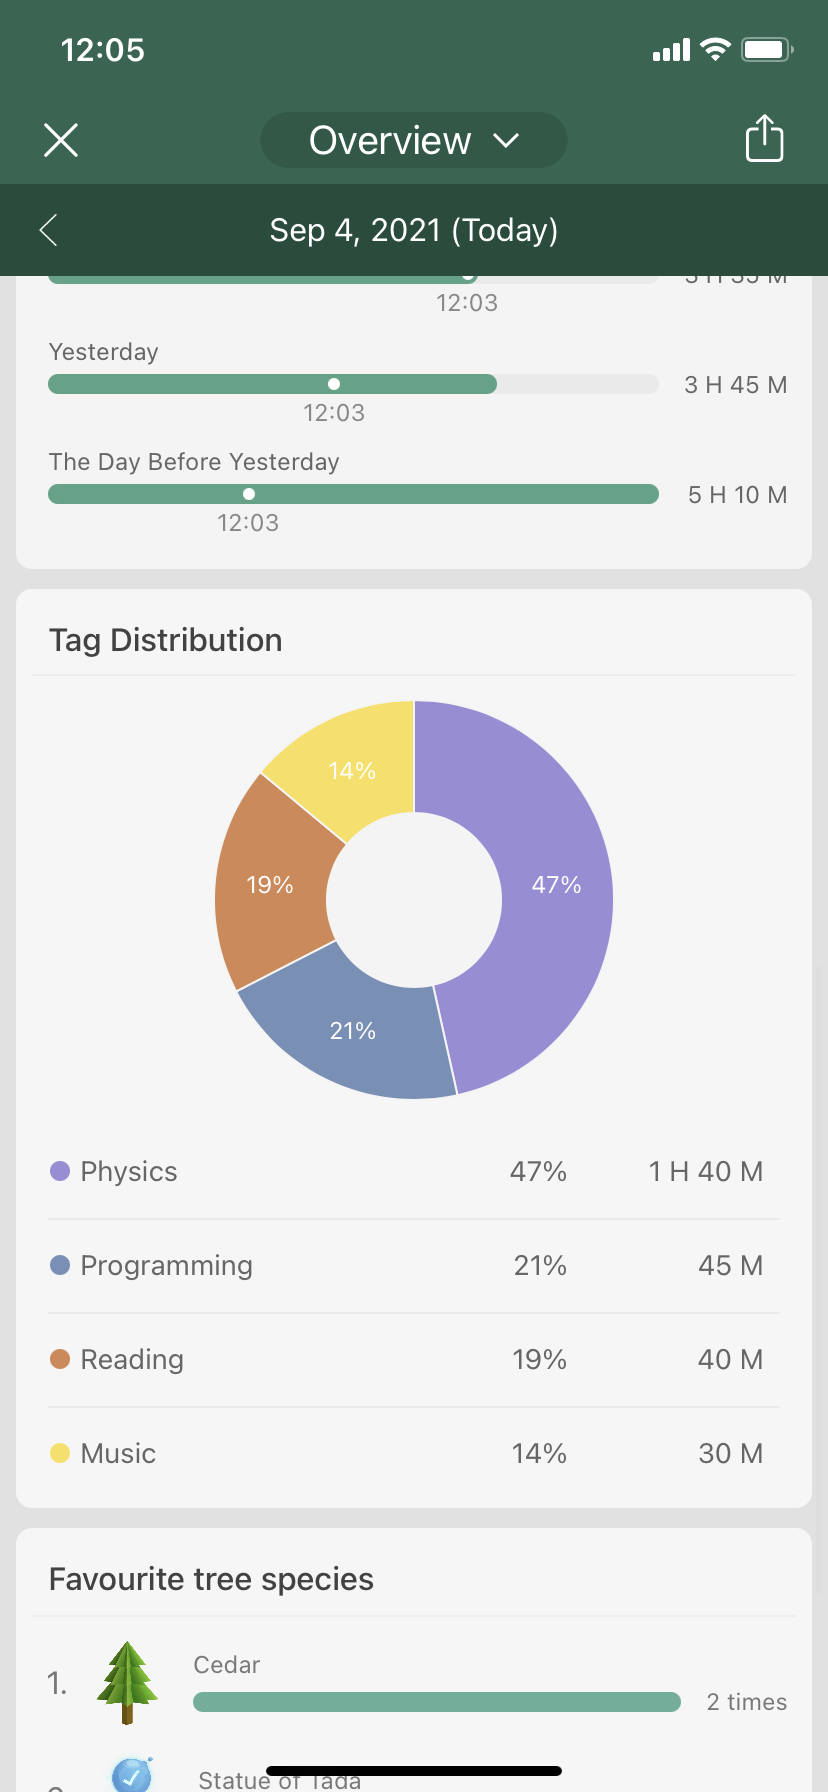 12:05
Overview
Sep 4, 2021 (Today)
12:03
Yesterday
3 H 45 M
12:03
The Day Before Yesterday
5 H 10 M
12:03
Tag Distribution
14%
47%
19%
21%
Physics 47% 1 H 40 M
Programming 21% 45 M
Reading 19% 40 M
Music 14% 30 M
Favourite tree species
1.
Cedar
2 times
Statue of Tada